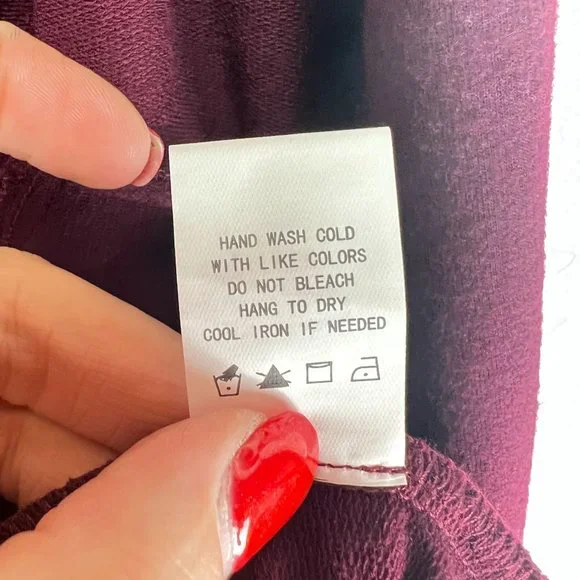 HAND WASH COLD
WITH LIKE COLORS
DO NOT BLEACH
HANG TO DRY
COOL IRON IF NEEDED